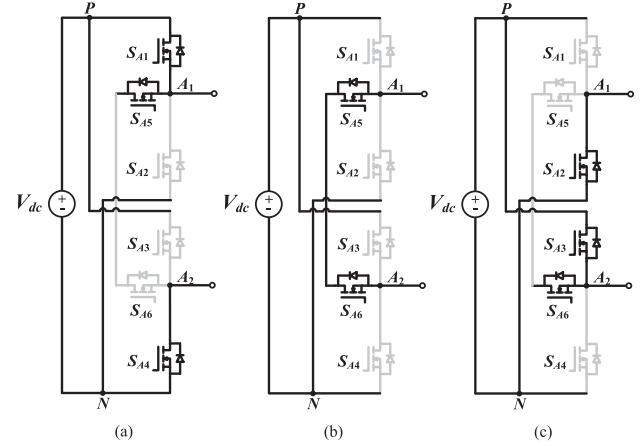 P
S_A1
A_1
S_A5
S_A2
V_dc
+
-
S_A3
A_2
S_A6
S_A4
N
(a)
P
S_A1
A_1
S_A5
S_A2
V_dc
+
-
S_A3
A_2
S_A6
S_A4
N
(b)
P
S_A1
A_1
S_A5
S_A2
V_dc
+
-
S_A3
A_2
S_A6
S_A4
N
(c)